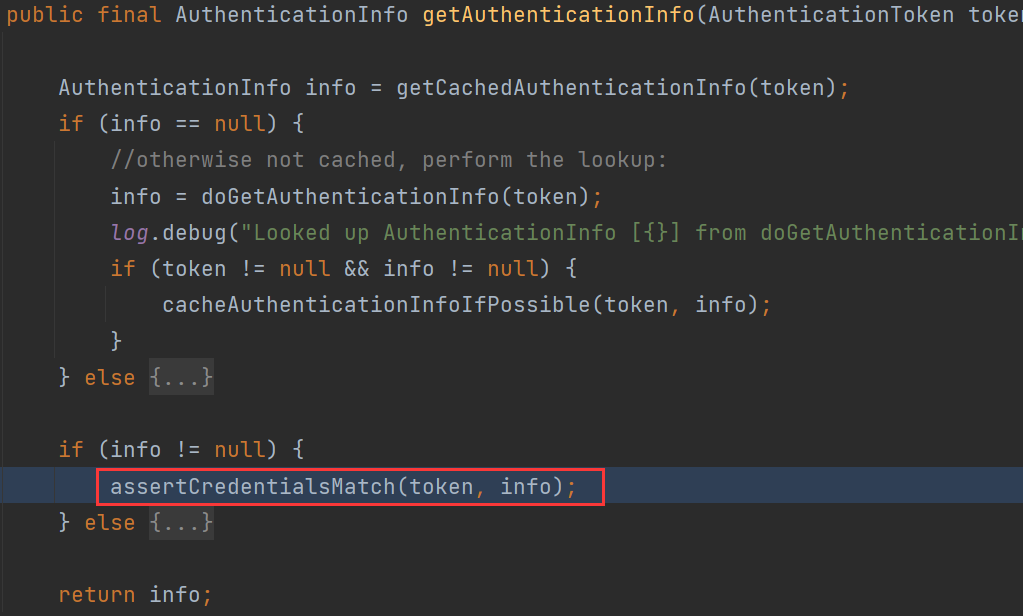 public final AuthenticationInfo getAuthenticationInfo(AuthenticationToken token
AuthenticationInfo info = getCachedAuthenticationInfo(token);
if (info == null) {
//otherwise not cached, perform the lookup:
info = doGetAuthenticationInfo(token);
log.debug("Looked up AuthenticationInfo [{}] from doGetAuthenticationIn
if (token != null && info != null) {
cacheAuthenticationInfoIfPossible(token, info);
}
} else {...}
if (info != null) {
assertCredentialsMatch(token, info);
} else {...}
return info;